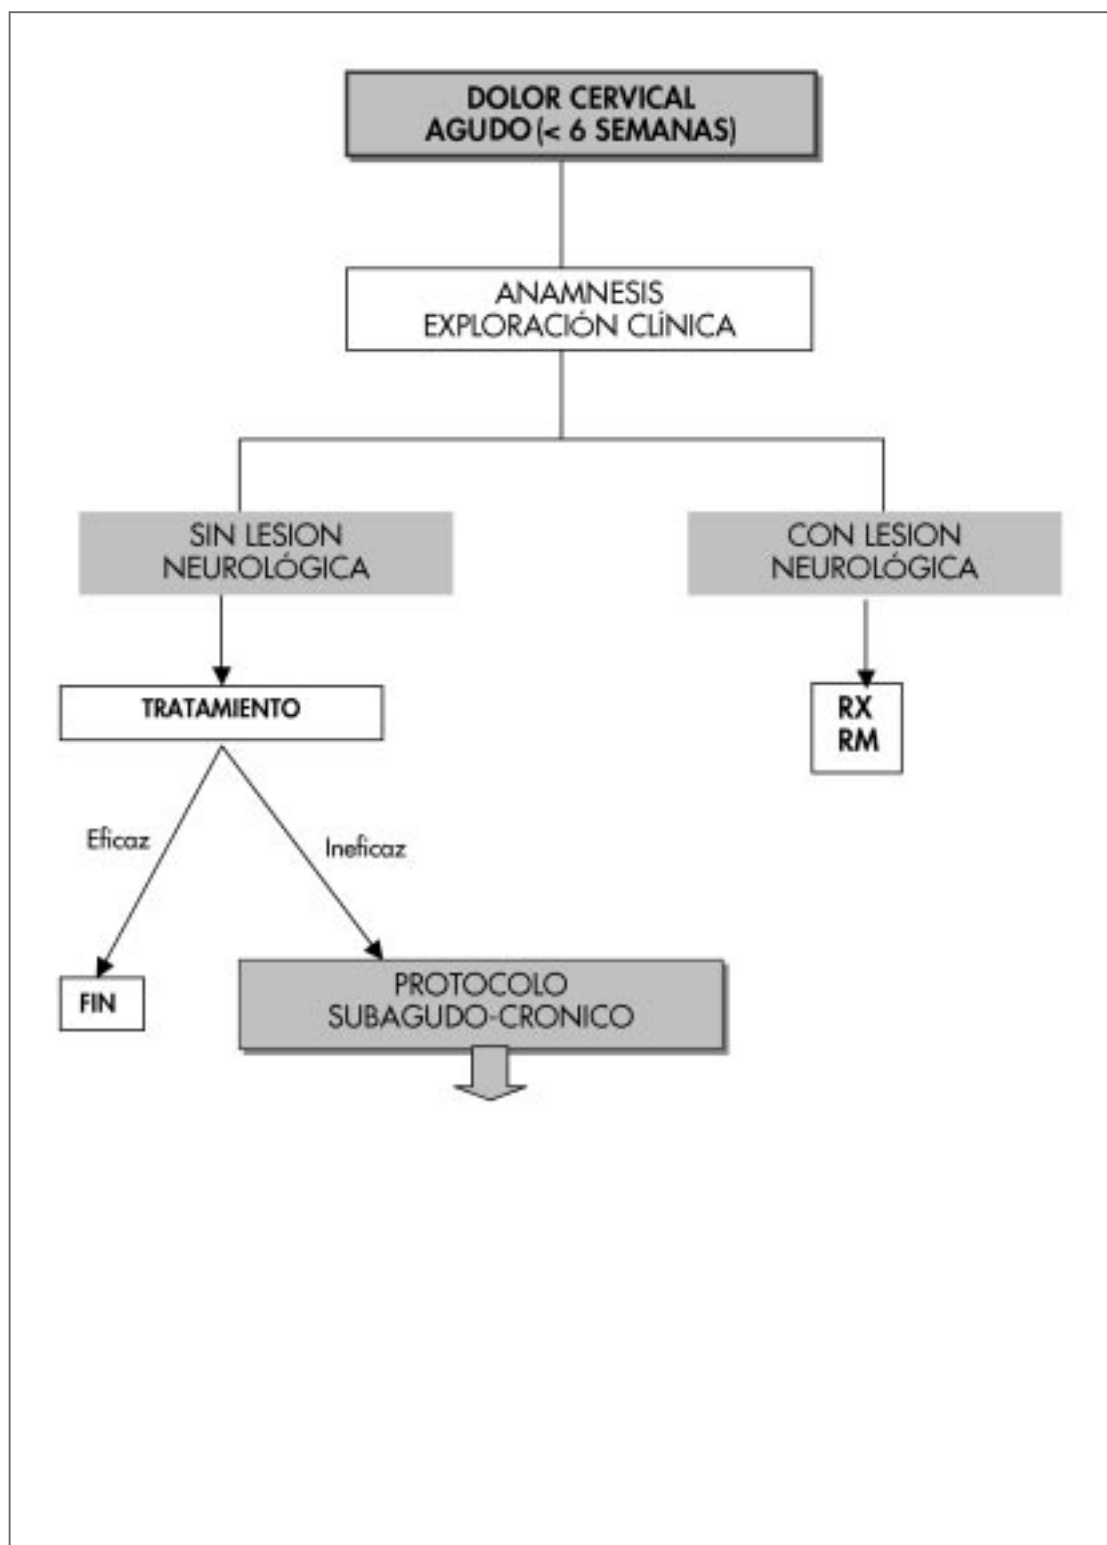 DOLOR CERVICAL
AGUDO (< 6 SEMANAS)
ANAMNESIS
EXPLORACIÓN CLÍNICA
SIN LESION
NEUROLÓGICA
CON LESION
NEUROLÓGICA
TRATAMIENTO
RX
RM
Eficaz
Ineficaz
FIN
PROTOCOLO
SUBAGUDO-CRONICO